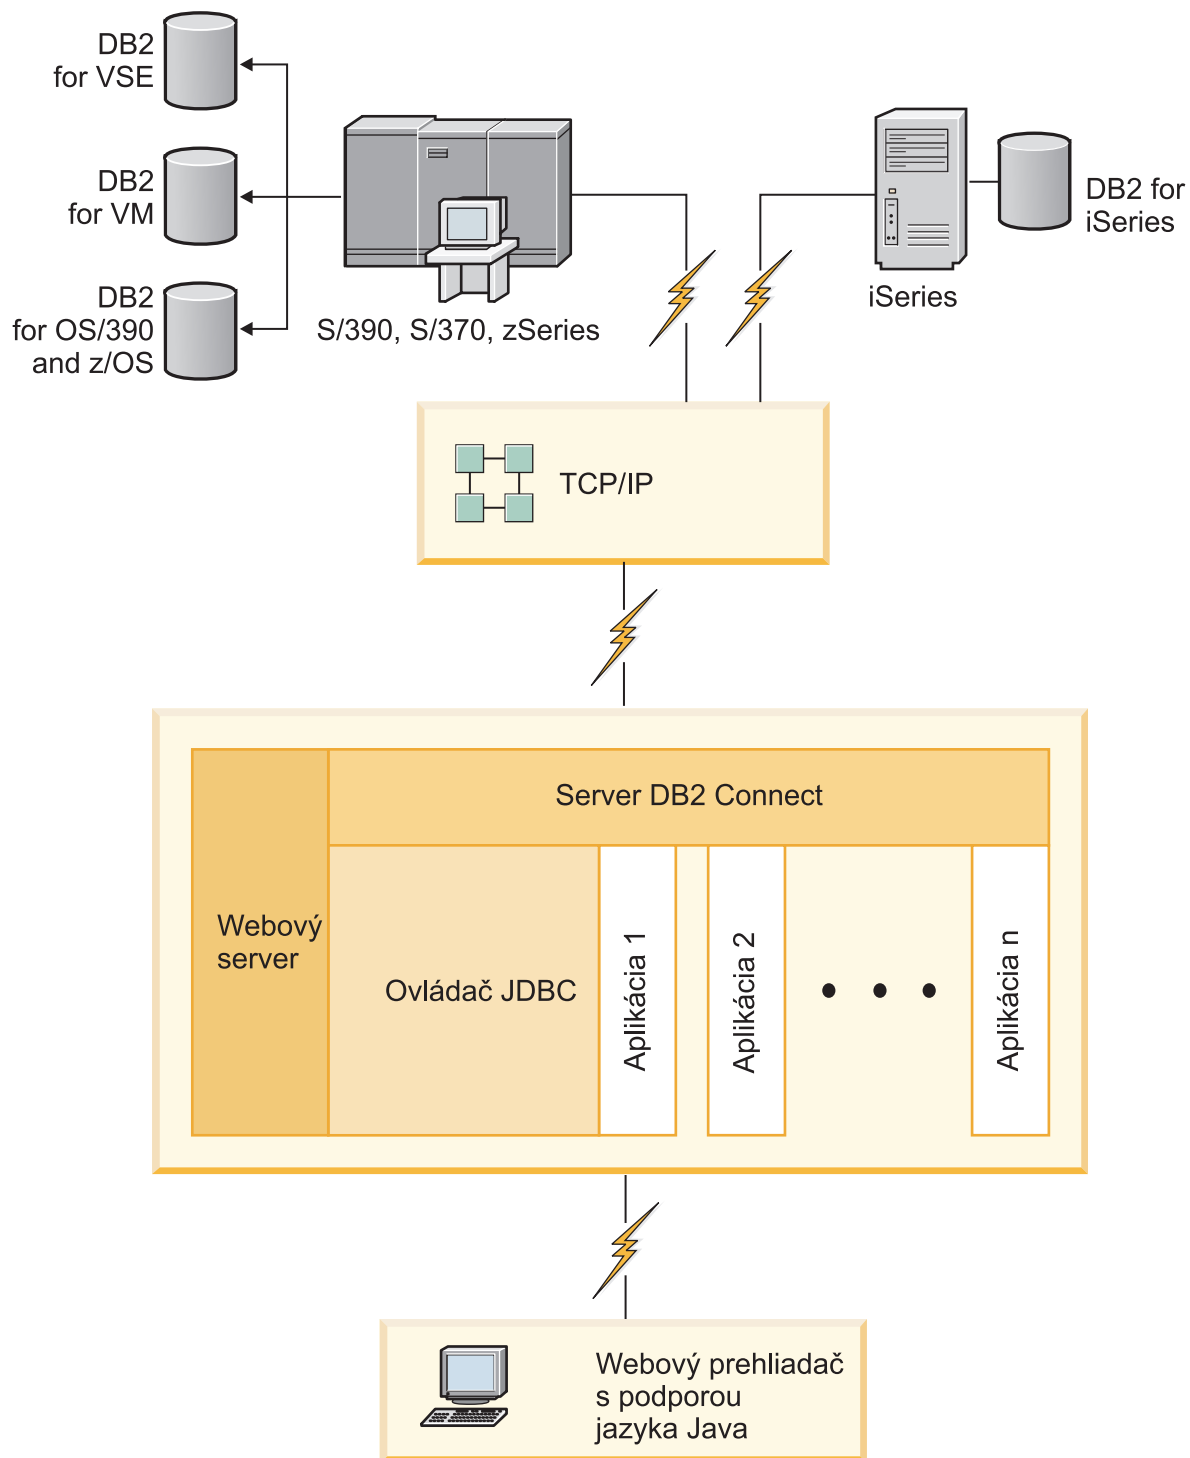 DB2
for VSE
DB2
for VM
DB2
for OS/390
and z/OS
S/390, S/370, zSeries
iSeries
DB2 for
iSeries
TCP/IP
Server DB2 Connect
Webový
server
Ovládač JDBC
Aplikácia 1
Aplikácia 2
Aplikácia n
Webový prehliadač
s podporou
jazyka Java